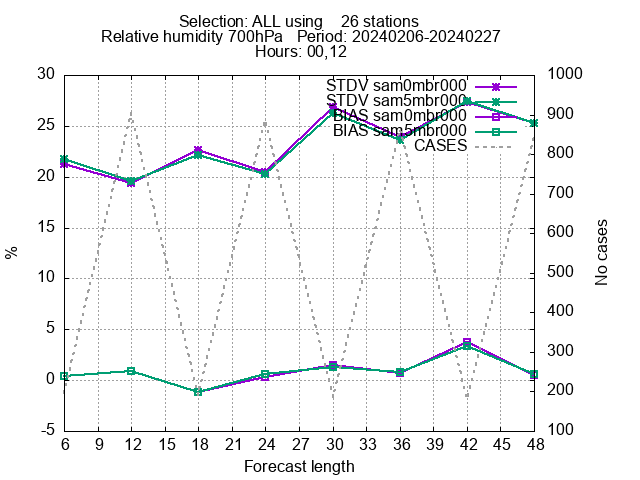 Selection: ALL using    26 stations
Relative humidity 700hPa   Period: 20240206-20240227
Hours: 00,12
STDV sam0mbr000
STDV sam5mbr000
BIAS sam0mbr000
BIAS sam5mbr000
CASES
30
25
20
15
10
5
0
-5
%
1000
900
800
700
600
500
400
300
200
100
No cases
6 9 12 15 18 21 24 27 30 33 36 39 42 45 48
Forecast length